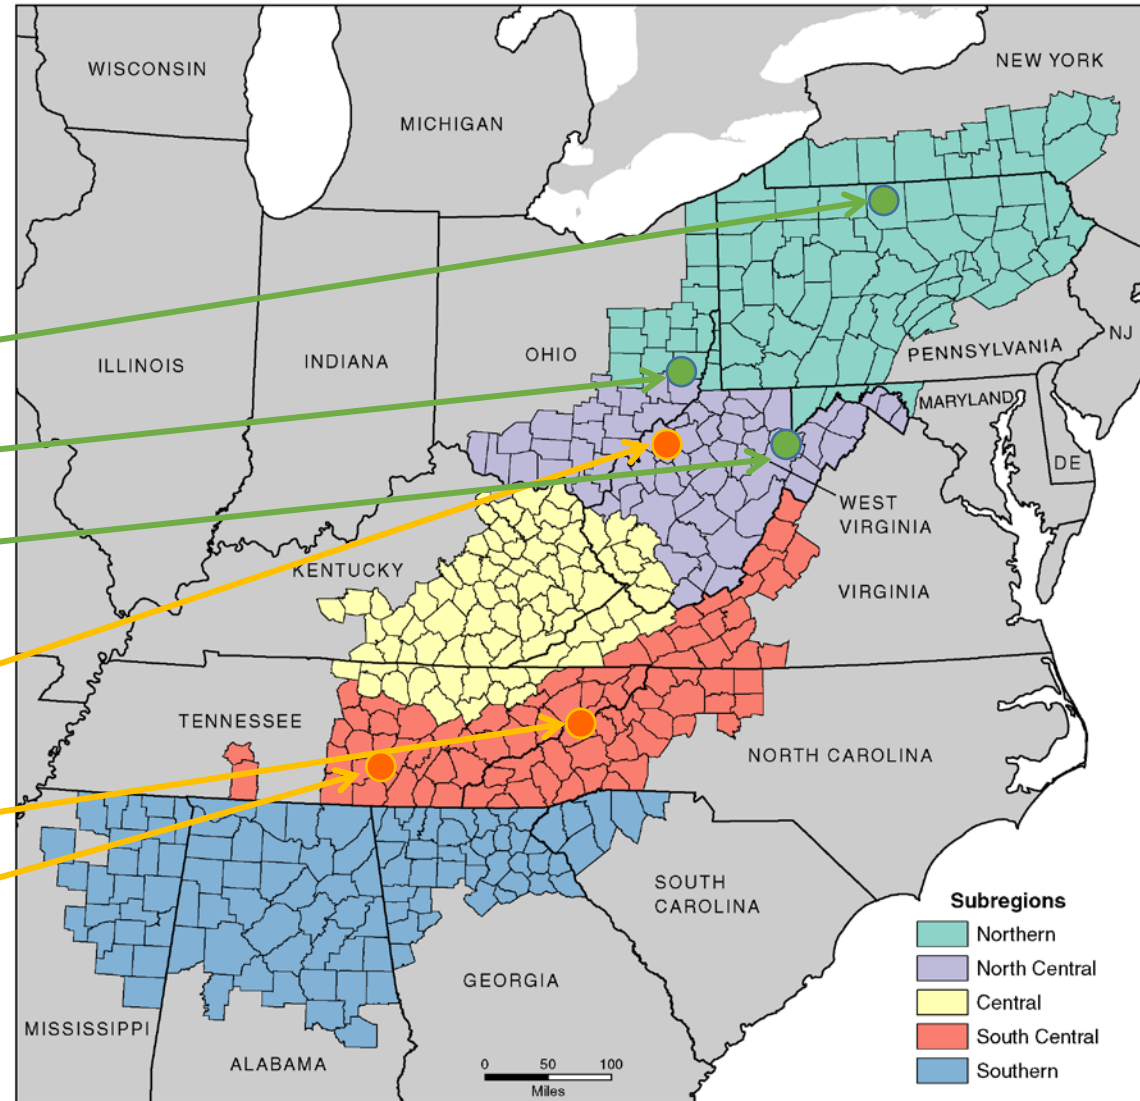 WISCONSIN
NEW YORK
MICHIGAN
ILLINOIS
INDIANA
OHIO
PENNSYLVANIA
NJ
MARYLAND
DE
WEST
VIRGINIA
KENTUCKY
VIRGINIA
TENNESSEE
NORTH CAROLINA
SOUTH
CAROLINA
GEORGIA
MISSISSIPPI
ALABAMA
0 50 100
Miles
Subregions
Northern
North Central
Central
South Central
Southern